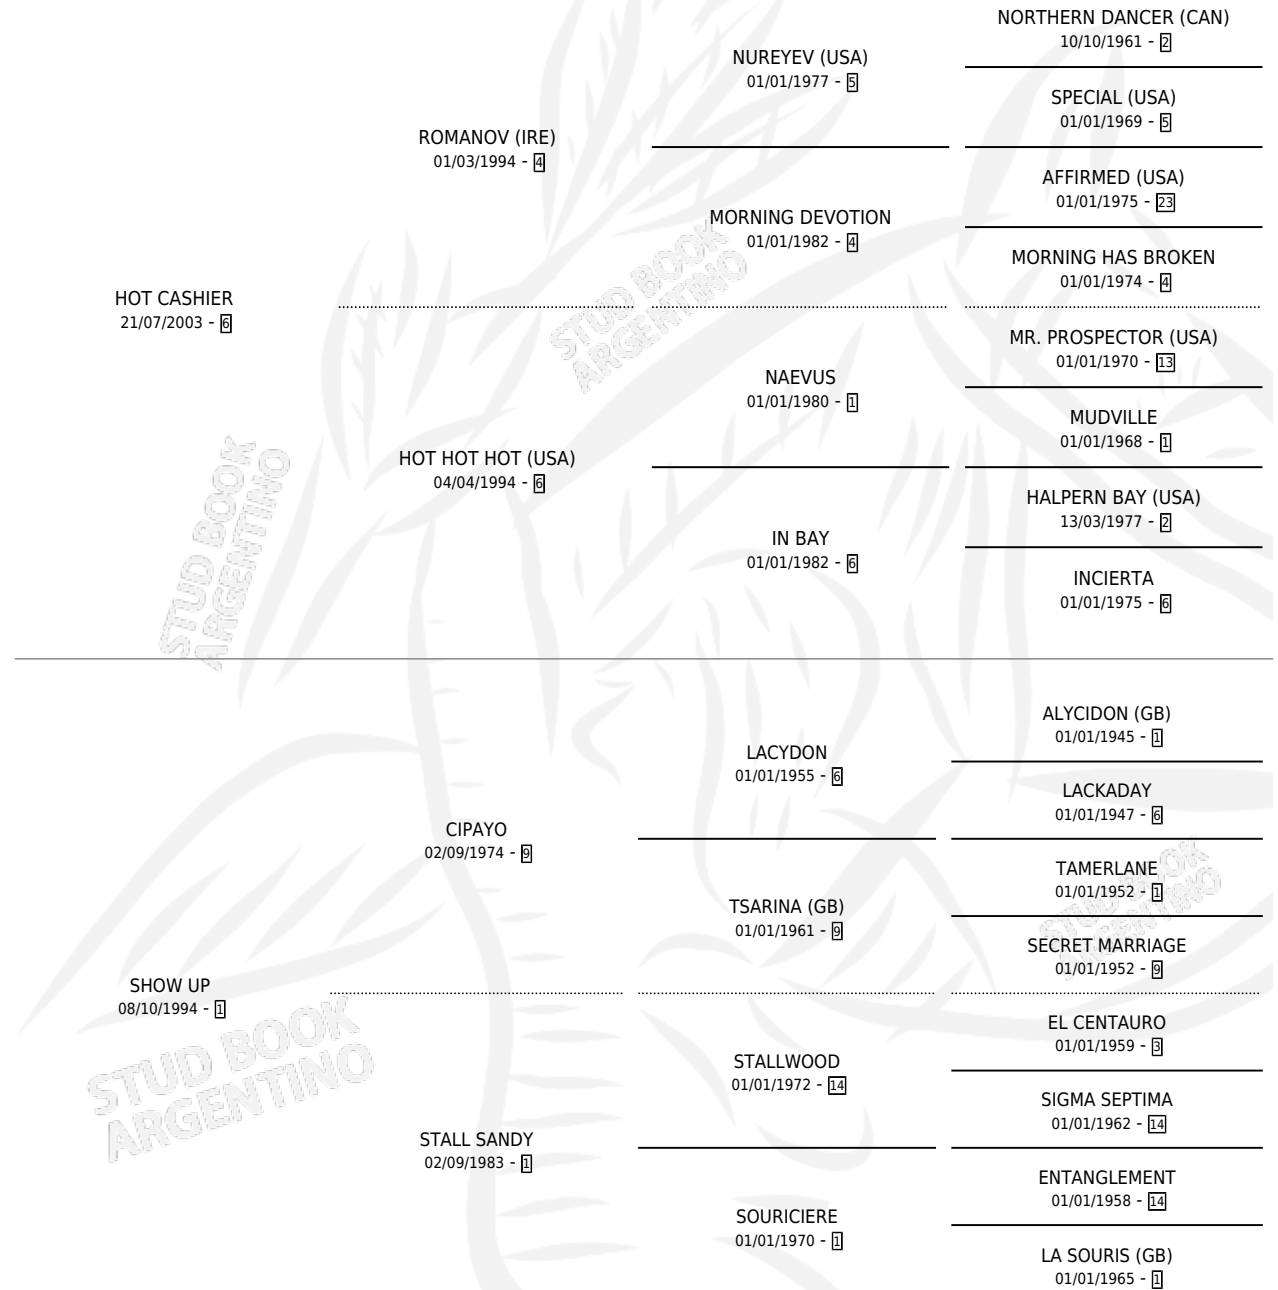 NORTHERN DANCER (CAN)
10/10/1961 - 2
NUREYEV (USA)
01/01/1977 - 5
SPECIAL (USA)
01/01/1969 - 5
ROMANOV (IRE)
01/03/1994 - 4
AFFIRMED (USA)
01/01/1975 - 23
MORNING DEVOTION
01/01/1982 - 4
MORNING HAS BROKEN
01/01/1974 - 4
HOT CASHIER
21/07/2003 - 6
STUD BOOK
ARGENTINO
MR. PROSPECTOR (USA)
01/01/1970 - 13
NAEVUS
01/01/1980 - 1
MUDVILLE
01/01/1968 - 1
HOT HOT HOT (USA)
04/04/1994 - 6
HALPERN BAY (USA)
13/03/1977 - 2
IN BAY
01/01/1982 - 6
INCIERTA
01/01/1975 - 6
STUD BOOK
ARGENTINO
ALYCIDON (GB)
01/01/1945 - 1
LACYDON
01/01/1955 - 6
LACKADAY
01/01/1947 - 6
CIPAYO
02/09/1974 - 9
TAMERLANE
01/01/1952 - 1
TSARINA (GB)
01/01/1961 - 9
STUD BOOK
ARGENTINO
SECRET MARRIAGE
01/01/1952 - 9
SHOW UP
08/10/1994 - 1
EL CENTAURO
01/01/1959 - 3
STALLWOOD
01/01/1972 - 14
SIGMA SEPTIMA
01/01/1962 - 14
STUD BOOK
ARGENTINO
STALL SANDY
02/09/1983 - 1
ENTANGLEMENT
01/01/1958 - 14
SOURICIERE
01/01/1970 - 1
LA SOURIS (GB)
01/01/1965 - 1